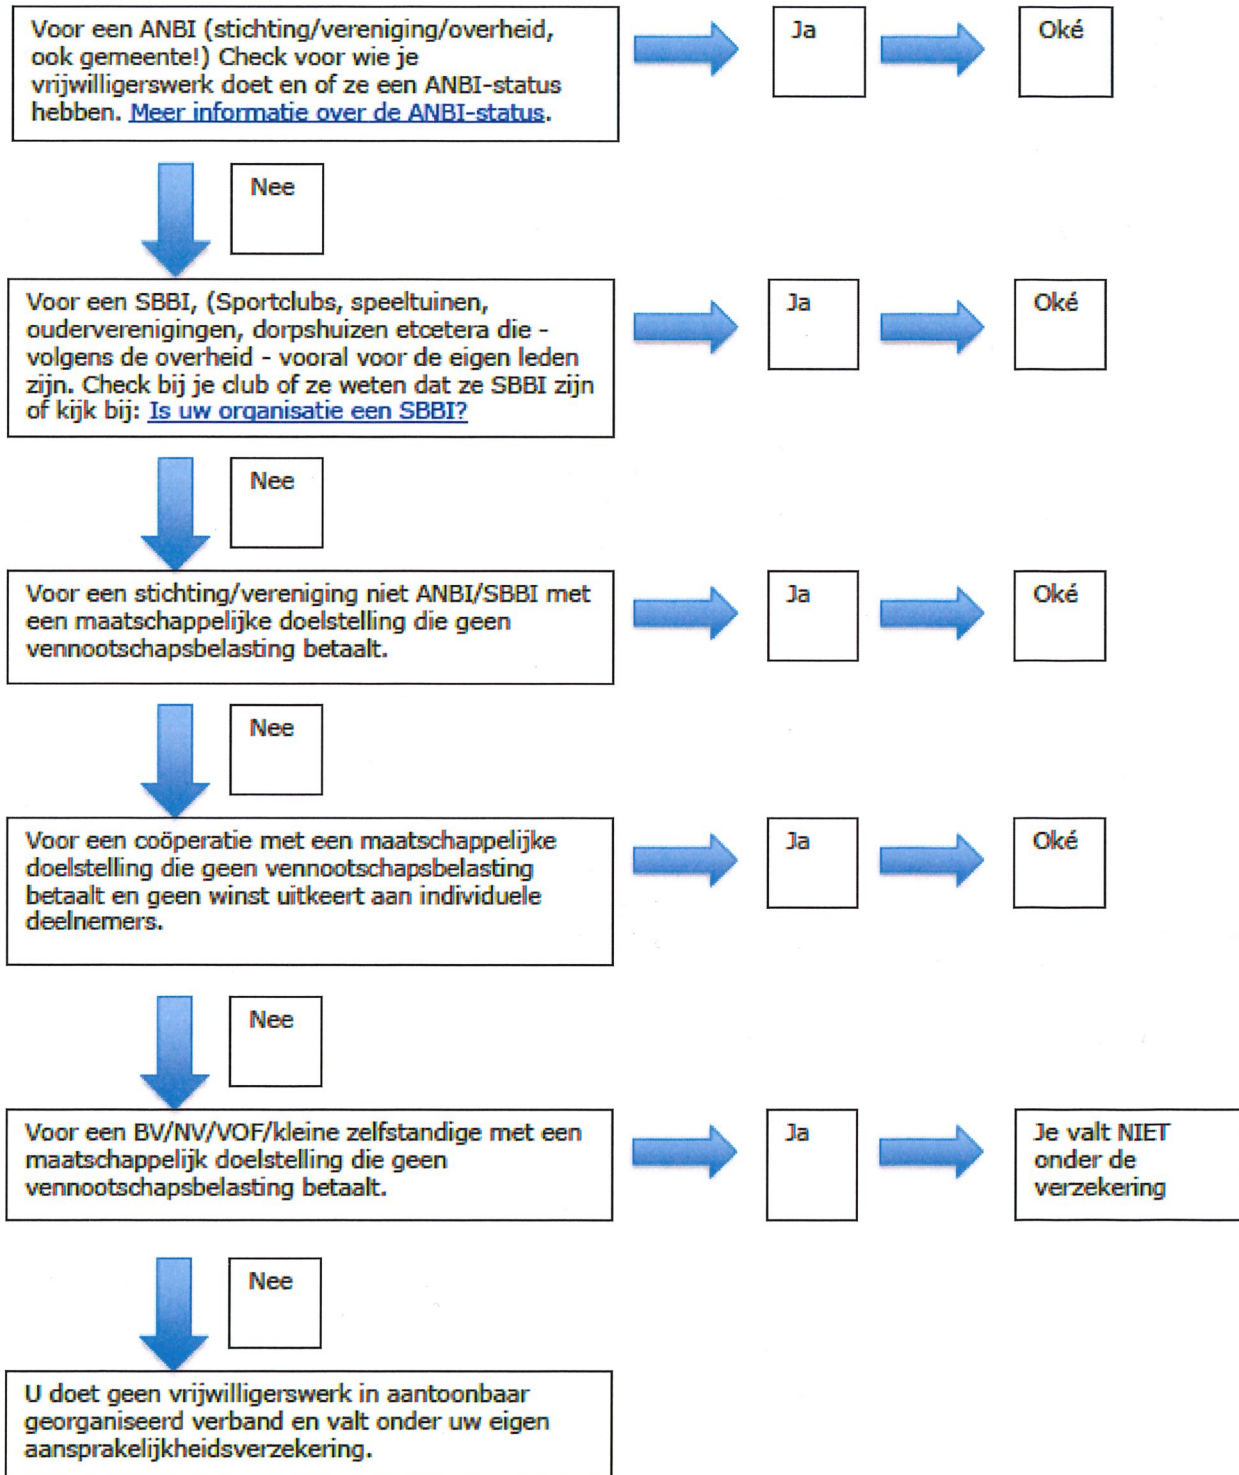 Voor een ANBI (stichting/vereniging/overheid,
ook gemeente!) Check voor wie je
vrijwilligerswerk doet en of ze een ANBI-status
hebben. Meer informatie over de ANBI-status.
Ja
Oké
Nee
Voor een SBBI, (Sportclubs, speeltuinen,
ouderverenigingen, dorpshuizen etcetera die -
volgens de overheid - vooral voor de eigen leden
zijn. Check bij je club of ze weten dat ze SBBI zijn
of kijk bij: Is uw organisatie een SBBI?
Ja
Oké
Nee
Voor een stichting/vereniging niet ANBI/SBBI met
een maatschappelijke doelstelling die geen
vennootschapsbelasting betaalt.
Ja
Oké
Nee
Voor een coöperatie met een maatschappelijke
doelstelling die geen vennootschapsbelasting
betaalt en geen winst uitkeert aan individuele
deelnemers.
Ja
Oké
Nee
Voor een BV/NV/VOF/kleine zelfstandige met een
maatschappelijk doelstelling die geen
vennootschapsbelasting betaalt.
Ja
Je valt NIET
onder de
verzekering
Nee
U doet geen vrijwilligerswerk in aantoonbaar
georganiseerd verband en valt onder uw eigen
aansprakelijkheidsverzekering.